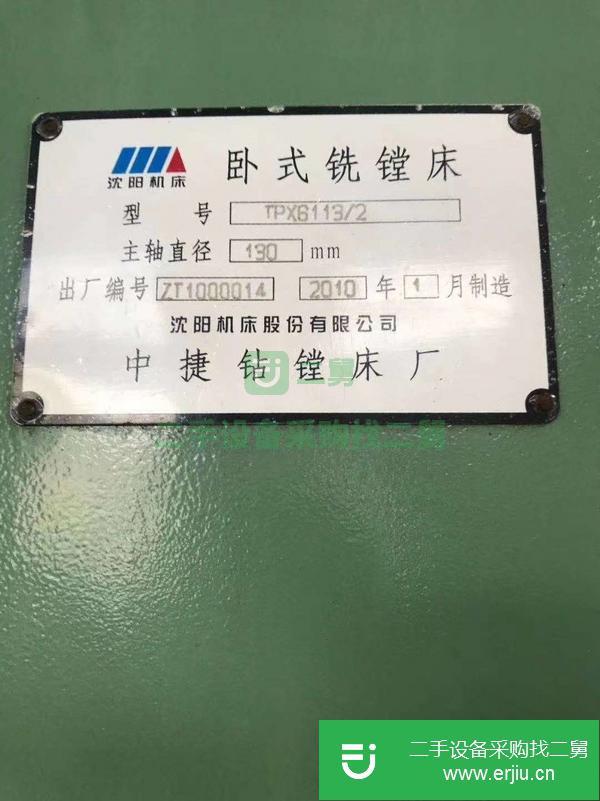 沈阳机床
卧式铣镗床
型 号 TPX6113/2
主轴直径 130 mm
出厂编号 ZT1000014 2010 年 1 月制造
沈阳机床股份有限公司
中捷钻镗床厂
二舅
二手设备采购找二舅
二手设备采购找二舅
www.erjiu.cn